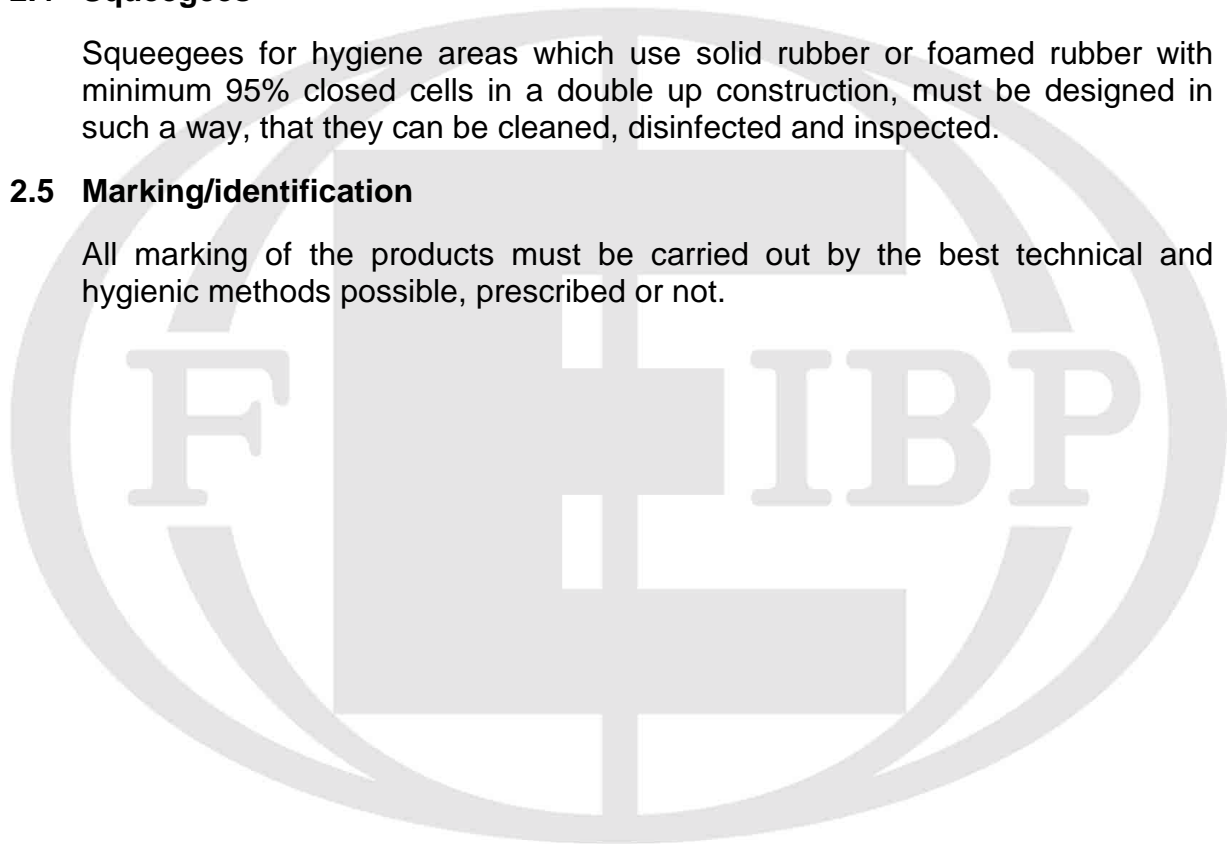 2.4 Squeegees
Squeegees for hygiene areas which use solid rubber or foamed rubber with
minimum 95% closed cells in a double up construction, must be designed in
such a way, that they can be cleaned, disinfected and inspected.
2.5 Marking/identification
All marking of the products must be carried out by the best technical and
hygienic methods possible, prescribed or not.
F E IBP